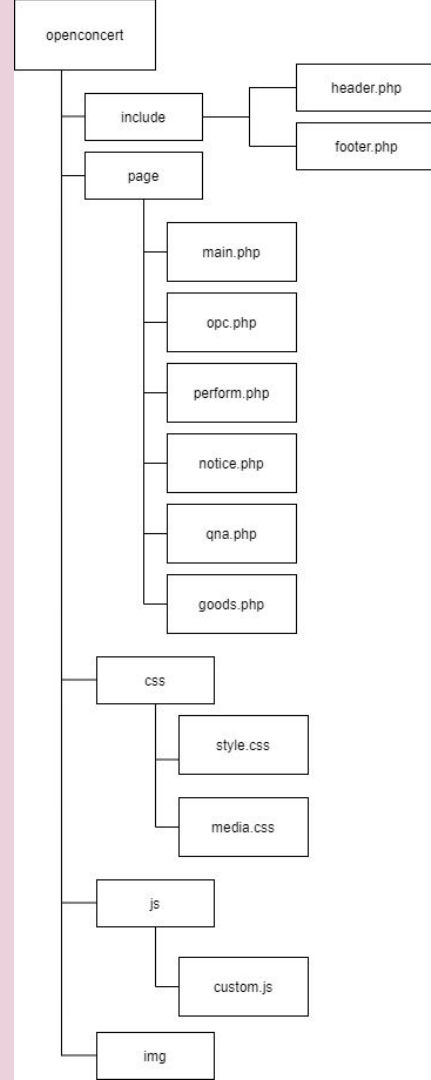 openconcert
include
header.php
footer.php
page
main.php
opc.php
perform.php
notice.php
qna.php
goods.php
css
style.css
media.css
js
custom.js
img